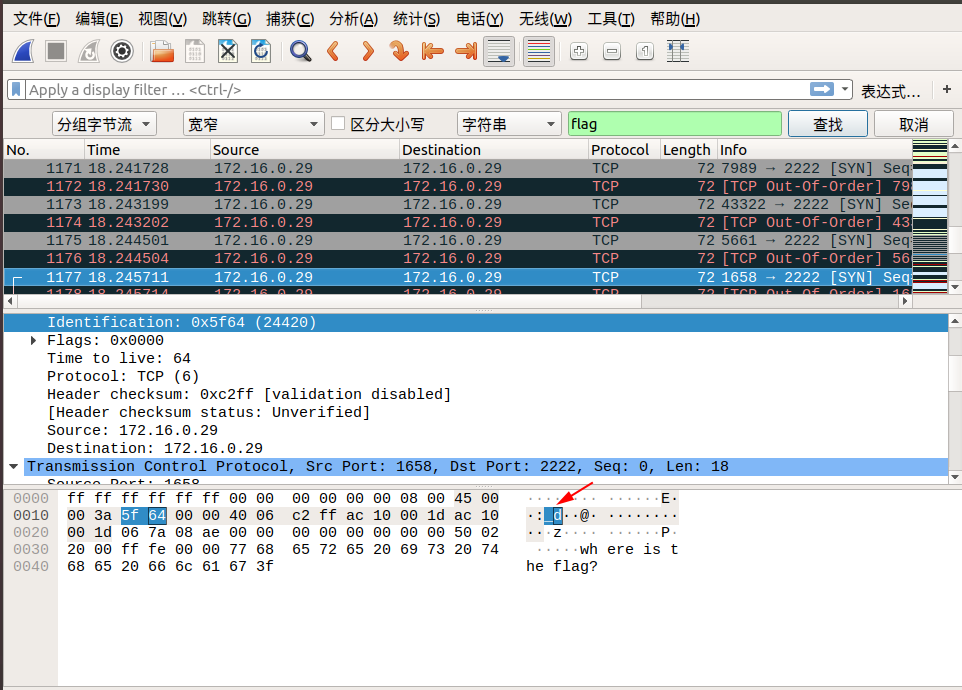 文件(F) 编辑(E) 视图(V) 跳转(G) 捕获(C) 分析(A) 统计(S) 电话(Y) 无线(W) 工具(T) 帮助(H)
Apply a display filter … <Ctrl-/> 表达式… +
分组字节流 宽窄 区分大小写 字符串 flag 查找 取消
No. Time Source Destination Protocol Length Info
1171 18.241728 172.16.0.29 172.16.0.29 TCP 72 7989 → 2222 [SYN] Seq
1172 18.241730 172.16.0.29 172.16.0.29 TCP 72 [TCP Out-Of-Order] 79
1173 18.243199 172.16.0.29 172.16.0.29 TCP 72 43322 → 2222 [SYN] Se
1174 18.243202 172.16.0.29 172.16.0.29 TCP 72 [TCP Out-Of-Order] 43
1175 18.244501 172.16.0.29 172.16.0.29 TCP 72 5661 → 2222 [SYN] Seq
1176 18.244504 172.16.0.29 172.16.0.29 TCP 72 [TCP Out-Of-Order] 56
1177 18.245711 172.16.0.29 172.16.0.29 TCP 72 1658 → 2222 [SYN] Seq
1178 18.245714 172.16.0.29 172.16.0.29 TCP 72 [TCP Out-Of-Order] 16
Identification: 0x5f64 (24420)
Flags: 0x0000
Time to live: 64
Protocol: TCP (6)
Header checksum: 0xc2ff [validation disabled]
[Header checksum status: Unverified]
Source: 172.16.0.29
Destination: 172.16.0.29
Transmission Control Protocol, Src Port: 1658, Dst Port: 2222, Seq: 0, Len: 18
Source Port: 1658
0000 ff ff ff ff ff ff 00 00 00 00 00 00 08 00 45 00 ········ ······E·
0010 00 3a 5f 64 00 00 40 06 c2 ff ac 10 00 1d ac 10 ·:_d··@· ········
0020 00 1d 06 7a 08 ae 00 00 00 00 00 00 00 00 50 02 ···z···· ······P·
0030 20 00 ff fe 00 00 77 68 65 72 65 20 69 73 20 74 ·····wh ere is t
0040 68 65 20 66 6c 61 67 3f he flag?